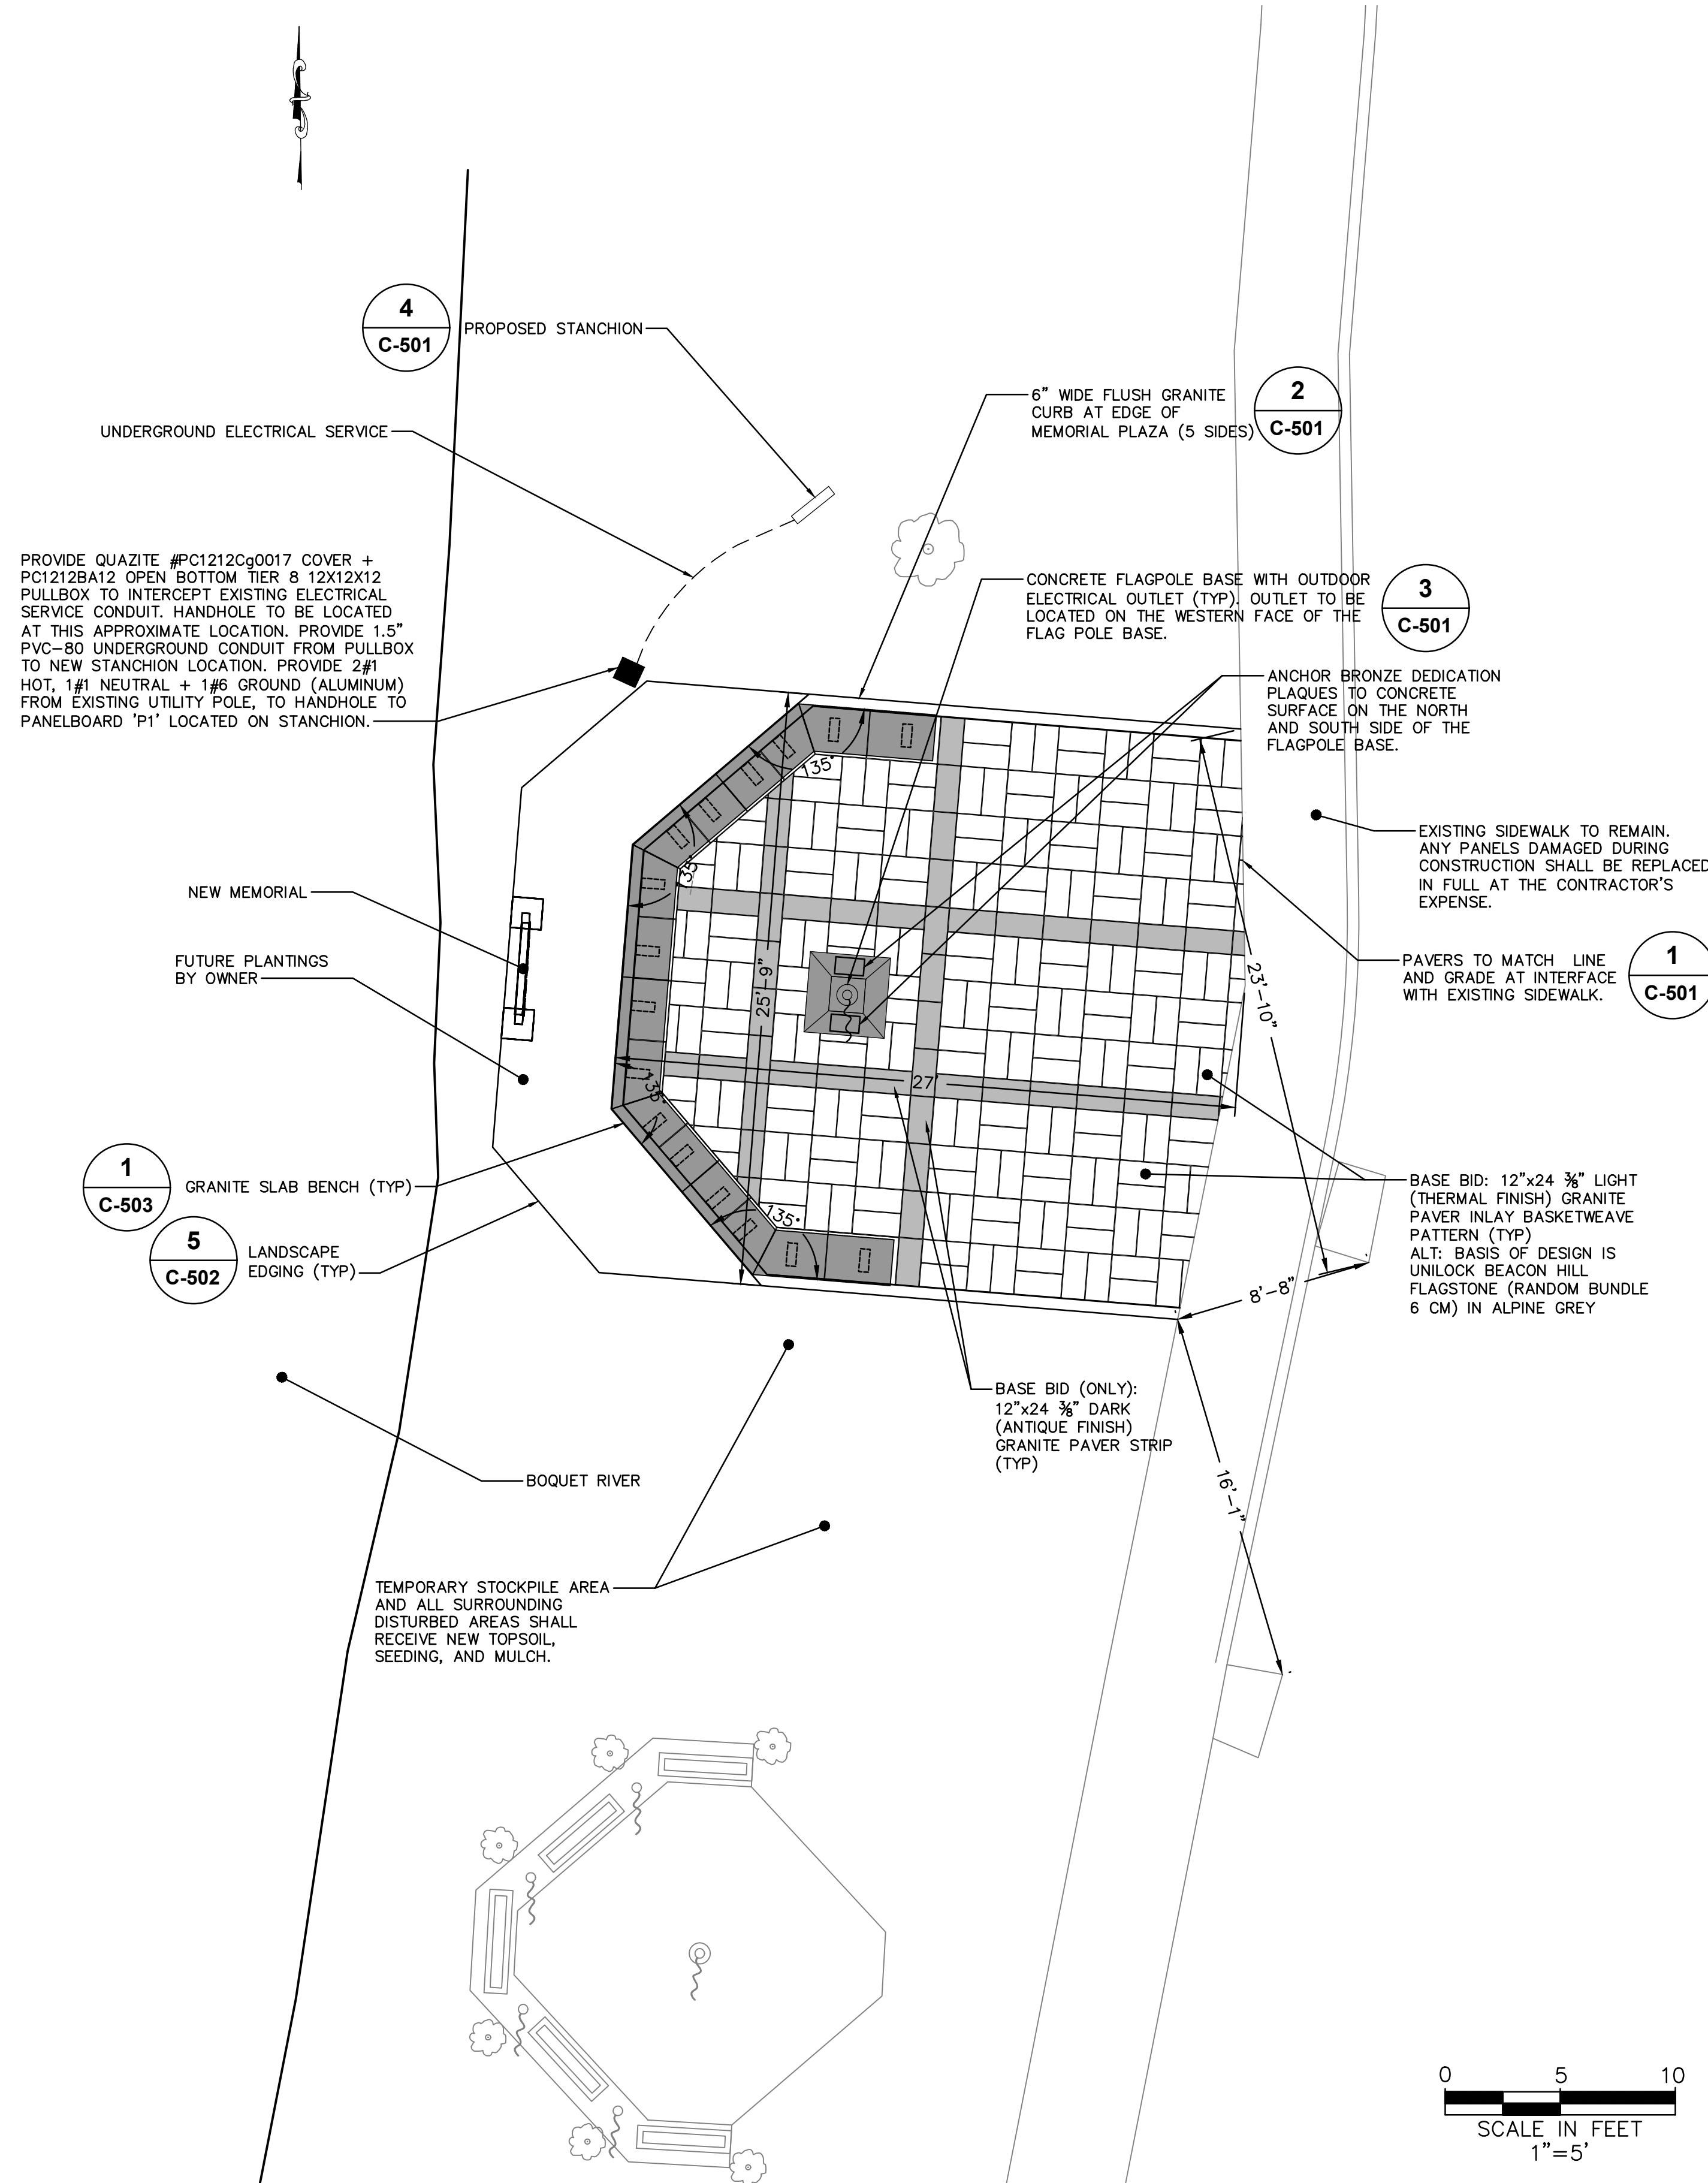 4
C-501
PROPOSED STANCHION
6" WIDE FLUSH GRANITE
CURB AT EDGE OF
MEMORIAL PLAZA (5 SIDES)
2
C-501
UNDERGROUND ELECTRICAL SERVICE
PROVIDE QUAZITE #PC1212Cg0017 COVER +
PC1212BA12 OPEN BOTTOM TIER 8 12X12X12
PULLBOX TO INTERCEPT EXISTING ELECTRICAL
SERVICE CONDUIT. HANDHOLE TO BE LOCATED
AT THIS APPROXIMATE LOCATION. PROVIDE 1.5"
PVC-80 UNDERGROUND CONDUIT FROM PULLBOX
TO NEW STANCHION LOCATION. PROVIDE 2#1
HOT, 1#1 NEUTRAL + 1#6 GROUND (ALUMINUM)
FROM EXISTING UTILITY POLE, TO HANDHOLE TO
PANELBOARD 'P1' LOCATED ON STANCHION.
CONCRETE FLAGPOLE BASE WITH OUTDOOR
ELECTRICAL OUTLET (TYP). OUTLET TO BE
LOCATED ON THE WESTERN FACE OF THE
FLAG POLE BASE.
3
C-501
ANCHOR BRONZE DEDICATION
PLAQUES TO CONCRETE
SURFACE ON THE NORTH
AND SOUTH SIDE OF THE
FLAGPOLE BASE.
135°
135°
EXISTING SIDEWALK TO REMAIN.
ANY PANELS DAMAGED DURING
CONSTRUCTION SHALL BE REPLACED
IN FULL AT THE CONTRACTOR'S
EXPENSE.
NEW MEMORIAL
FUTURE PLANTINGS
BY OWNER
25'-9"
23'-10"
PAVERS TO MATCH LINE
AND GRADE AT INTERFACE
WITH EXISTING SIDEWALK.
1
C-501
27'
135°
135°
1
C-503
GRANITE SLAB BENCH (TYP)
5
C-502
LANDSCAPE
EDGING (TYP)
BASE BID: 12"x24 ⅜" LIGHT
(THERMAL FINISH) GRANITE
PAVER INLAY BASKETWEAVE
PATTERN (TYP)
ALT: BASIS OF DESIGN IS
UNILOCK BEACON HILL
FLAGSTONE (RANDOM BUNDLE
6 CM) IN ALPINE GREY
8'-8"
BASE BID (ONLY):
12"x24 ⅜" DARK
(ANTIQUE FINISH)
GRANITE PAVER STRIP
(TYP)
BOQUET RIVER
16'-1"
TEMPORARY STOCKPILE AREA
AND ALL SURROUNDING
DISTURBED AREAS SHALL
RECEIVE NEW TOPSOIL,
SEEDING, AND MULCH.
0 5 10
SCALE IN FEET
1"=5'